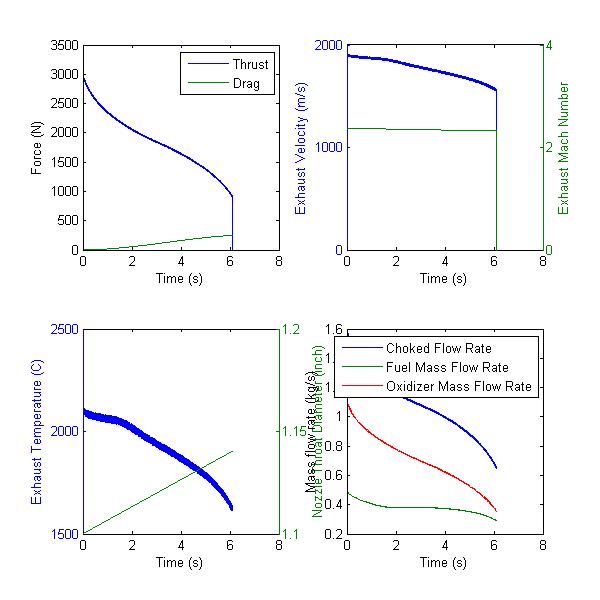 3500
3000
2500
2000
1500
1000
500
0
Force (N)
Thrust
Drag
0 2 4 6 8
Time (s)
2000
1000
0
Exhaust Velocity (m/s)
4
2
0
Exhaust Mach Number
0 2 4 6 8
Time (s)
2500
2000
1500
Exhaust Temperature (C)
1.2
1.15
1.1
Nozzle Throat Diameter (inch)
0 2 4 6 8
Time (s)
1.6
1
0.8
0.6
0.4
0.2
Mass flow rate (kg/s)
Choked Flow Rate
Fuel Mass Flow Rate
Oxidizer Mass Flow Rate
0 2 4 6 8
Time (s)